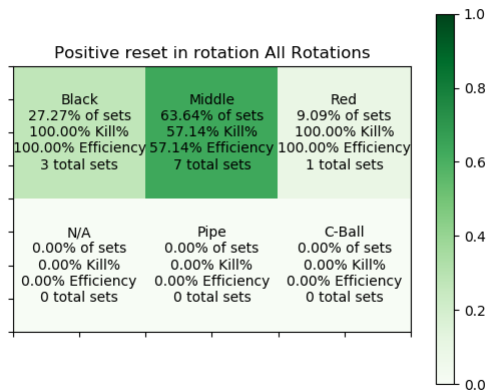 Positive reset in rotation All Rotations
Black
27.27% of sets
100.00% Kill%
100.00% Efficiency
3 total sets
Middle
63.64% of sets
57.14% Kill%
57.14% Efficiency
7 total sets
Red
9.09% of sets
100.00% Kill%
100.00% Efficiency
1 total sets
N/A
0.00% of sets
0.00% Kill%
0.00% Efficiency
0 total sets
Pipe
0.00% of sets
0.00% Kill%
0.00% Efficiency
0 total sets
C-Ball
0.00% of sets
0.00% Kill%
0.00% Efficiency
0 total sets
1.0
0.8
0.6
0.4
0.2
0.0